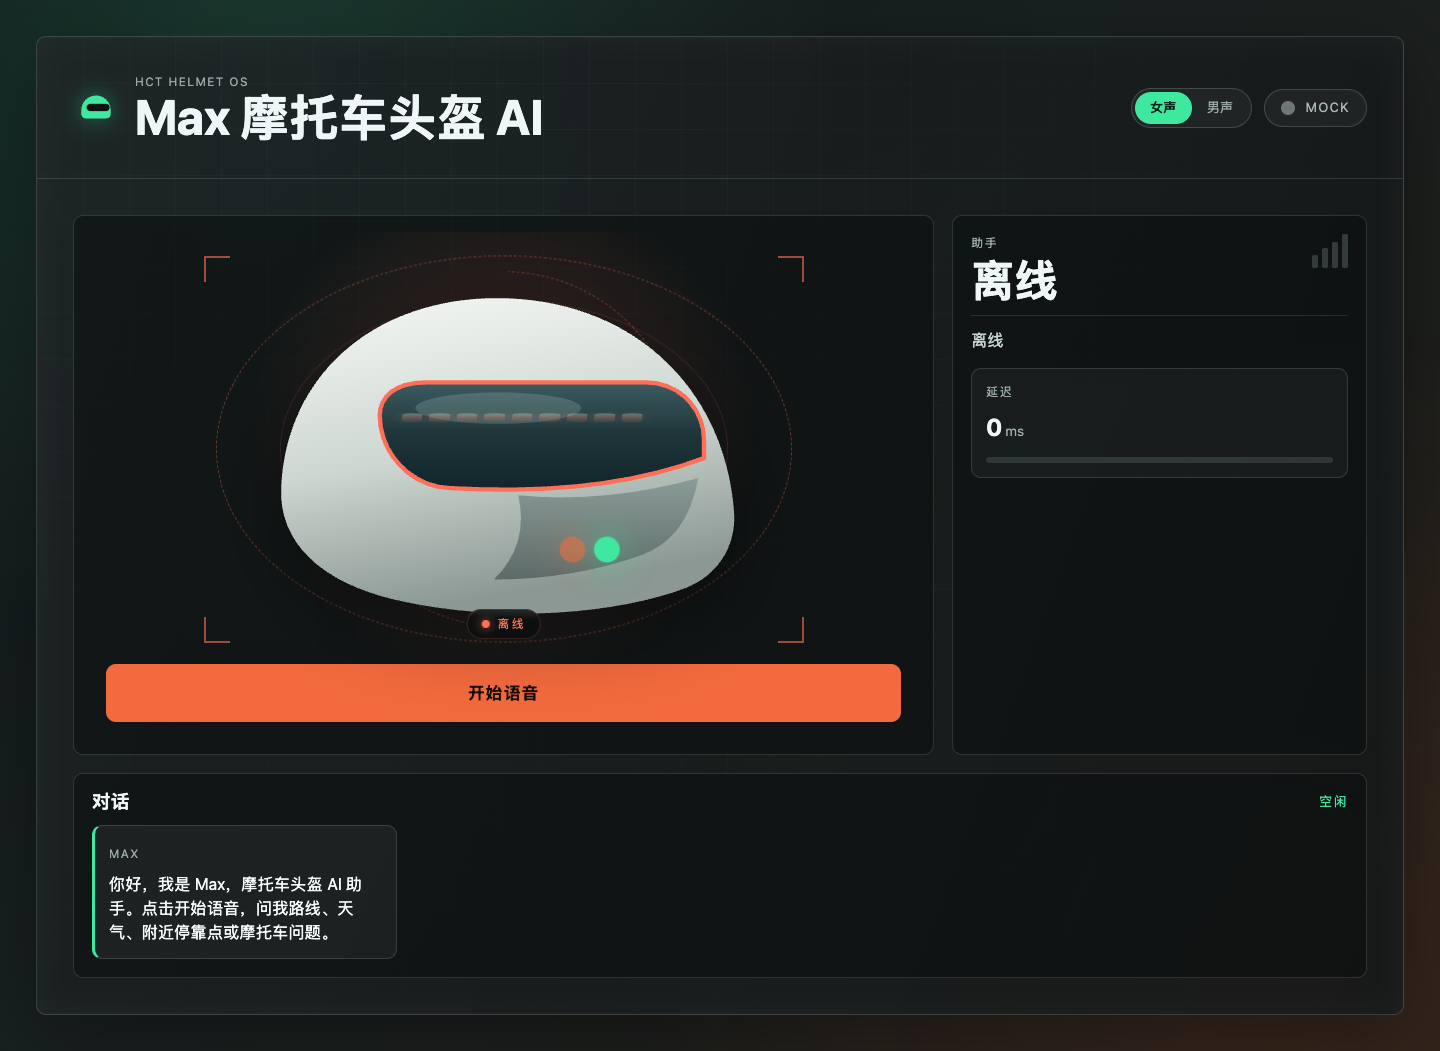 HCT HELMET OS
Max 摩托车头盔 AI
女声
男声
MOCK
离线
开始语音
助手
离线
离线
延迟
0 ms
对话
空闲
MAX
你好，我是 Max，摩托车头盔 AI 助
手。点击开始语音，问我路线、天
气、附近停靠点或摩托车问题。